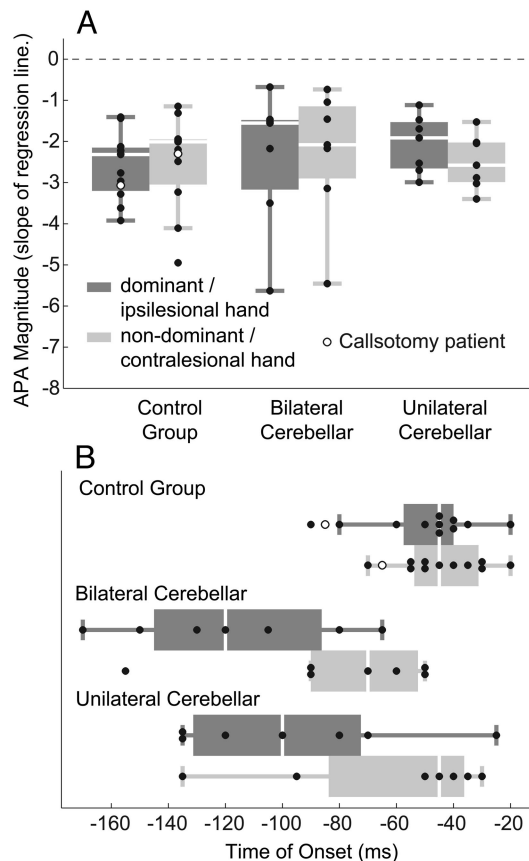 A
APA Magnitude (slope of regression line.)
0
-1
-2
-3
-4
-5
-6
-7
-8
dominant /
ipsilesional hand
non-dominant /
contralesional hand
Callsotomy patient
Control
Group
Bilateral
Cerebellar
Unilateral
Cerebellar
B
Control Group
Bilateral Cerebellar
Unilateral Cerebellar
-160 -140 -120 -100 -80 -60 -40 -20
Time of Onset (ms)